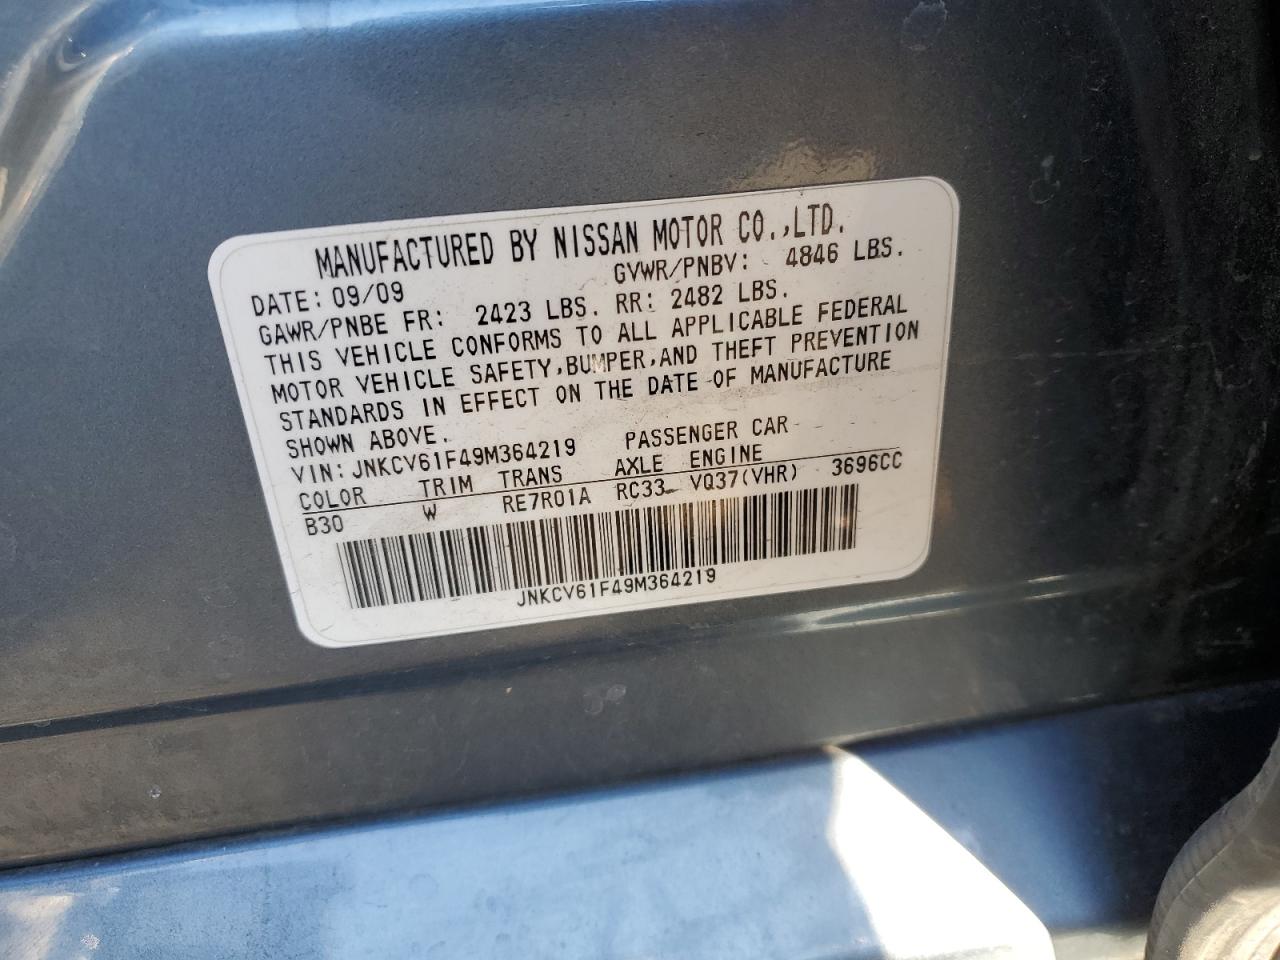 MANUFACTURED BY NISSAN MOTOR CO.,LTD.
DATE: 09/09 GVWR/PNBV: 4846 LBS.
GAWR/PNBE FR: 2423 LBS. RR: 2482 LBS.
THIS VEHICLE CONFORMS TO ALL APPLICABLE FEDERAL
MOTOR VEHICLE SAFETY,BUMPER,AND THEFT PREVENTION
STANDARDS IN EFFECT ON THE DATE OF MANUFACTURE
SHOWN ABOVE.
VIN: JNKCV61F49M364219 PASSENGER CAR
COLOR TRIM TRANS AXLE ENGINE
B30 W RE7R01A RC33 VQ37(VHR) 3696CC
JNKCV61F49M364219